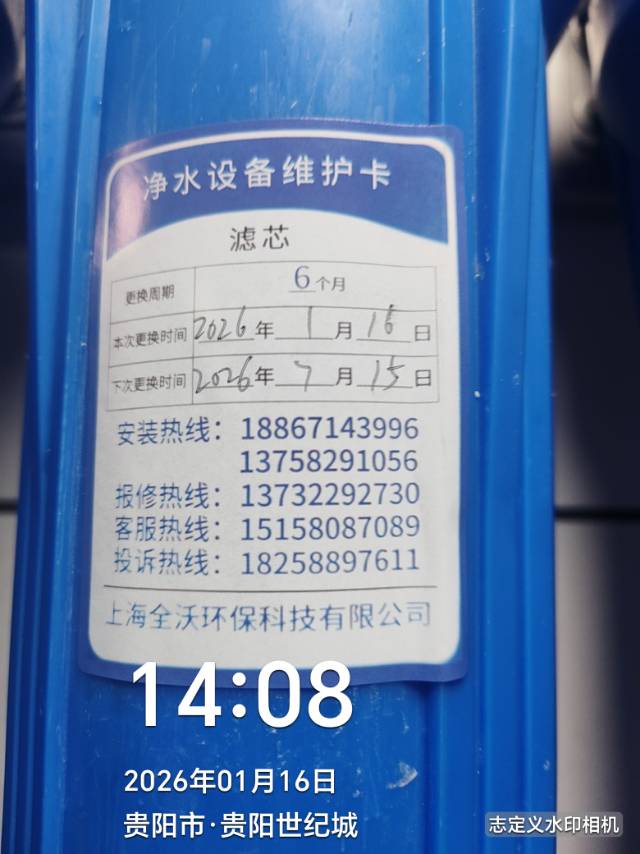 净水设备维护卡
滤芯
更换周期 6个月
本次更换时间 2026年 1 月 16 日
下次更换时间 2026年 7 月 15 日
安装热线：18867143996
13758291056
报修热线：13732292730
客服热线：15158087089
投诉热线：18258897611
上海全沃环保科技有限公司
14:08
2026年01月16日
贵阳市·贵阳世纪城
志定义水印相机